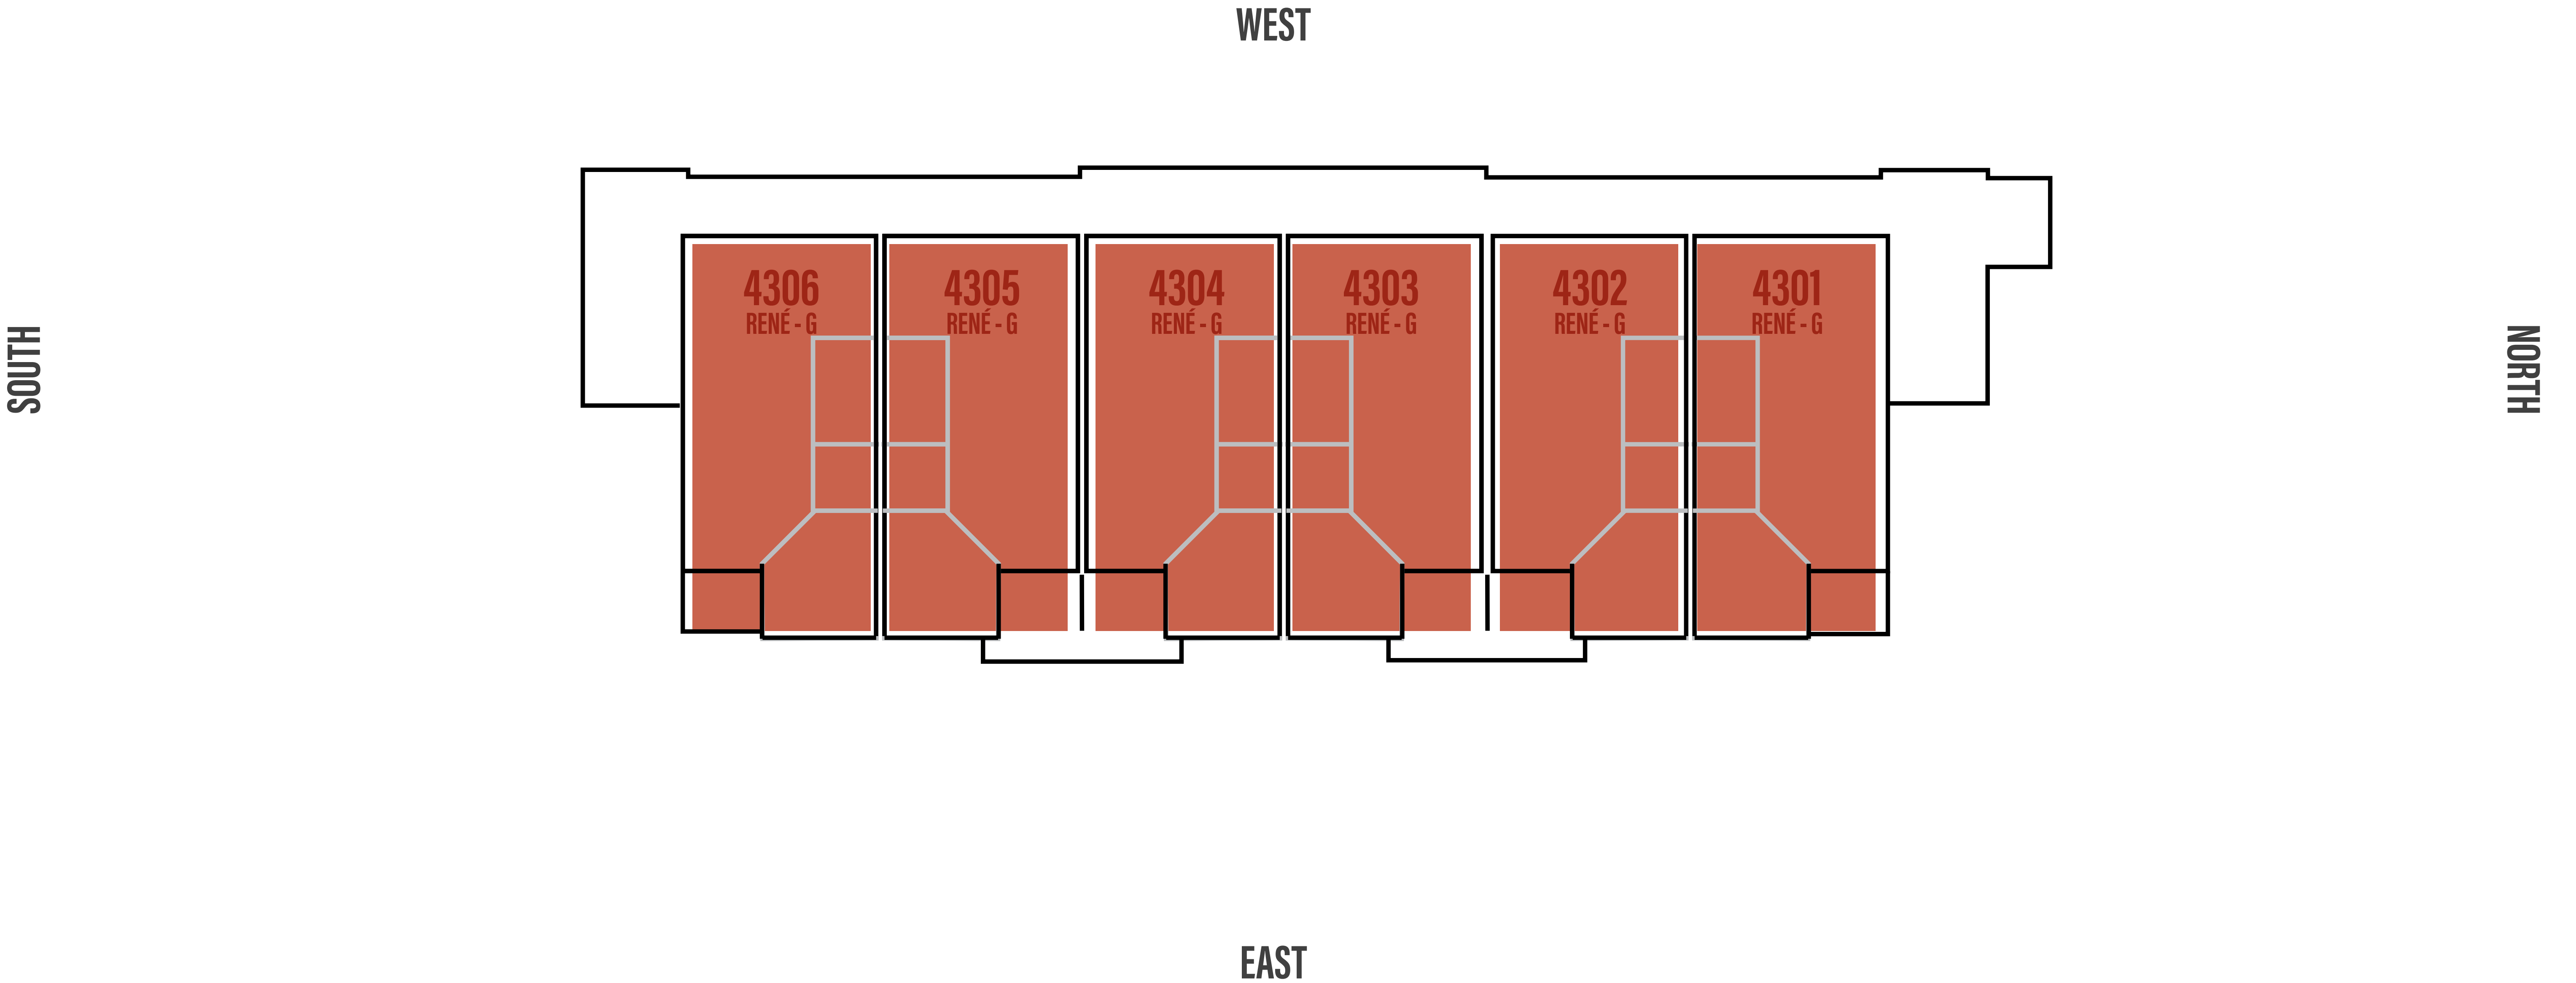 WEST
SOUTH
4306
RENÉ - G
4305
RENÉ - G
4304
RENÉ - G
4303
RENÉ - G
4302
RENÉ - G
4301
RENÉ - G
NORTH
EAST